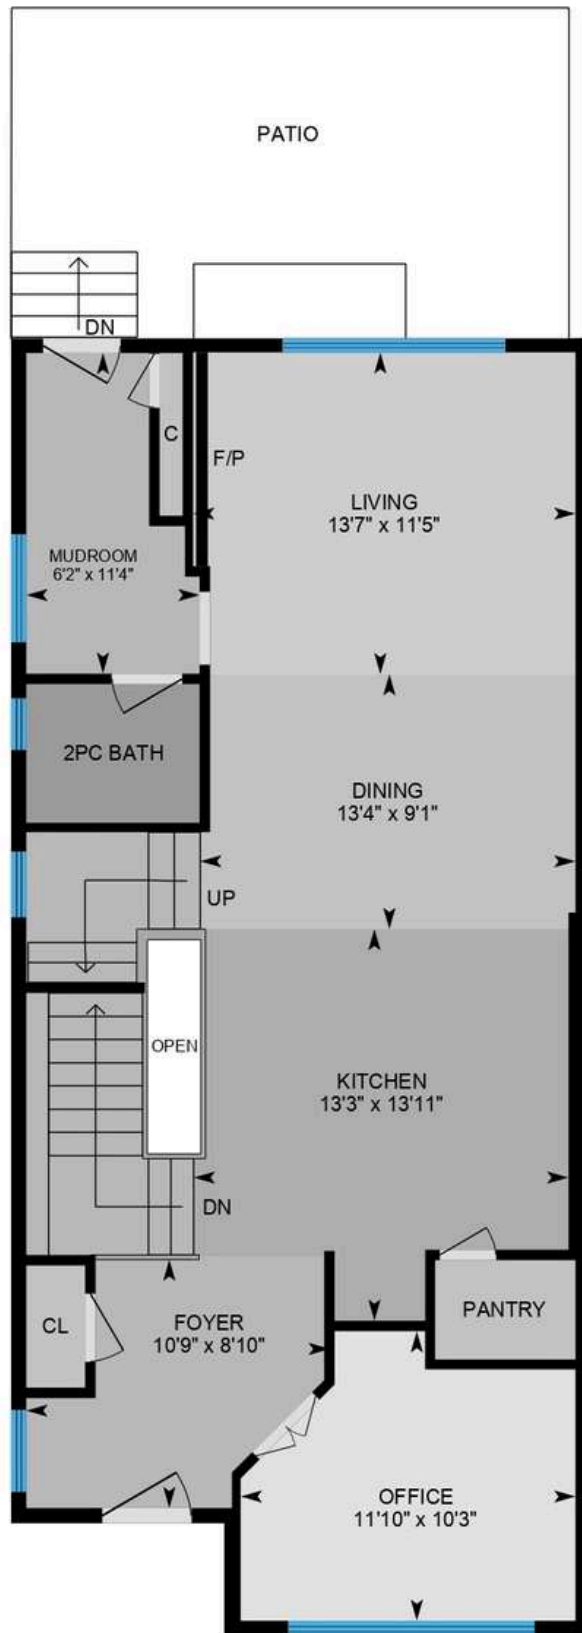 PATIO
DN
C
F/P
LIVING
13'7" x 11'5"
MUDROOM
6'2" x 11'4"
2PC BATH
DINING
13'4" x 9'1"
UP
OPEN
KITCHEN
13'3" x 13'11"
DN
CL
FOYER
10'9" x 8'10"
PANTRY
OFFICE
11'10" x 10'3"